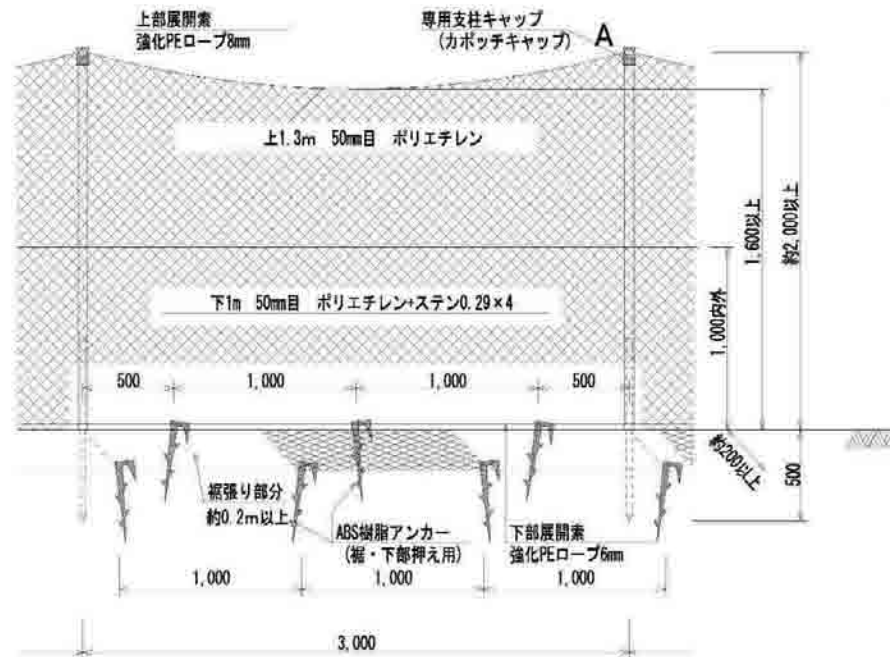 上部展開索
強化PEロープ8mm
専用支柱キャップ
(カポッチキャップ)
A
上1.3m 50mm目 ポリエチレン
1,600以上
約2,000以上
下1m 50mm目 ポリエチレン+ステン0.29×4
1,000内外
500
1,000
1,000
500
約200以上
500
裾張り部分
約0.2m以上
ABS樹脂アンカー
(裾・下部押え用)
下部展開索
強化PEロープ6mm
1,000
1,000
1,000
3,000